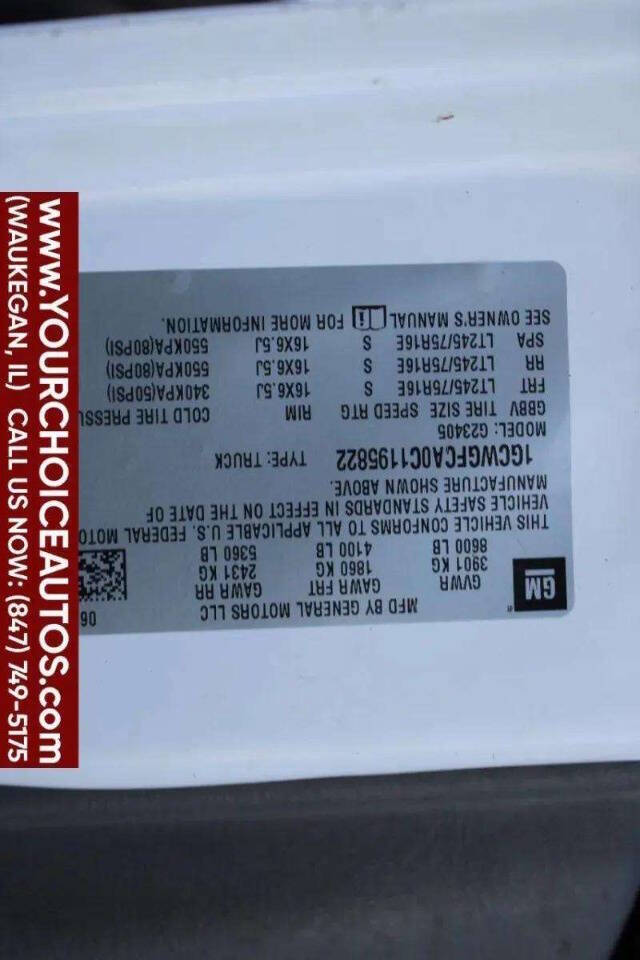 MFD BY GENERAL MOTORS LLC 06
GM
GVWR GAWR FRT GAWR RR
3901 KG 1860 KG 2431 KG
8600 LB 4100 LB 5360 LB
THIS VEHICLE CONFORMS TO ALL APPLICABLE U.S. FEDERAL MOTO
VEHICLE SAFETY STANDARDS IN EFFECT ON THE DATE OF
MANUFACTURE SHOWN ABOVE.
1GCWGFCA0C1195822 TYPE: TRUCK
MODEL: G23405
GBBV TIRE SIZE SPEED RTG RIM COLD TIRE PRESSU
FRT LT245/75R16E S 16X6.5J 340KPA(50PSI)
RR LT245/75R16E S 16X6.5J 550KPA(80PSI)
SPA LT245/75R16E S 16X6.5J 550KPA(80PSI)
SEE OWNER'S MANUAL FOR MORE INFORMATION.
www.YOURCHOICEAUTOS.com
(WAUKEGAN, IL) CALL US NOW: (847) 749-5175